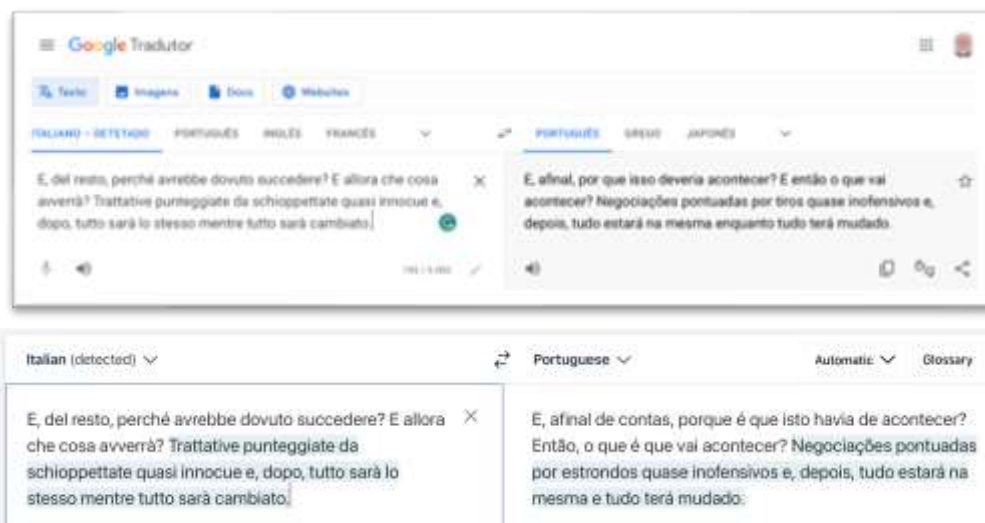 Google Tradutor
Texto Imagens Docs Websites
ITALIANO - DETETADO PORTUGUÊS INGLÊS FRANCÊS
PORTUGUÊS GREGO JAPONÊS
E, del resto, perché avrebbe dovuto succedere? E allora che cosa
avverrà? Trattative punteggiate da schioppettate quasi innocue e,
dopo, tutto sarà lo stesso mentre tutto sarà cambiato.
E, afinal, por que isso deveria acontecer? E então o que vai
acontecer? Negociações pontuadas por tiros quase inofensivos e,
depois, tudo estará na mesma enquanto tudo terá mudado.
Italian (detected)
Portuguese
Automatic Glossary
E, del resto, perché avrebbe dovuto succedere? E allora
che cosa avverrà? Trattative punteggiate da
schioppettate quasi innocue e, dopo, tutto sarà lo
stesso mentre tutto sarà cambiato.
E, afinal de contas, porque é que isto havia de acontecer?
Então, o que é que vai acontecer? Negociações pontuadas
por estrondos quase inofensivos e, depois, tudo estará na
mesma e tudo terá mudado.